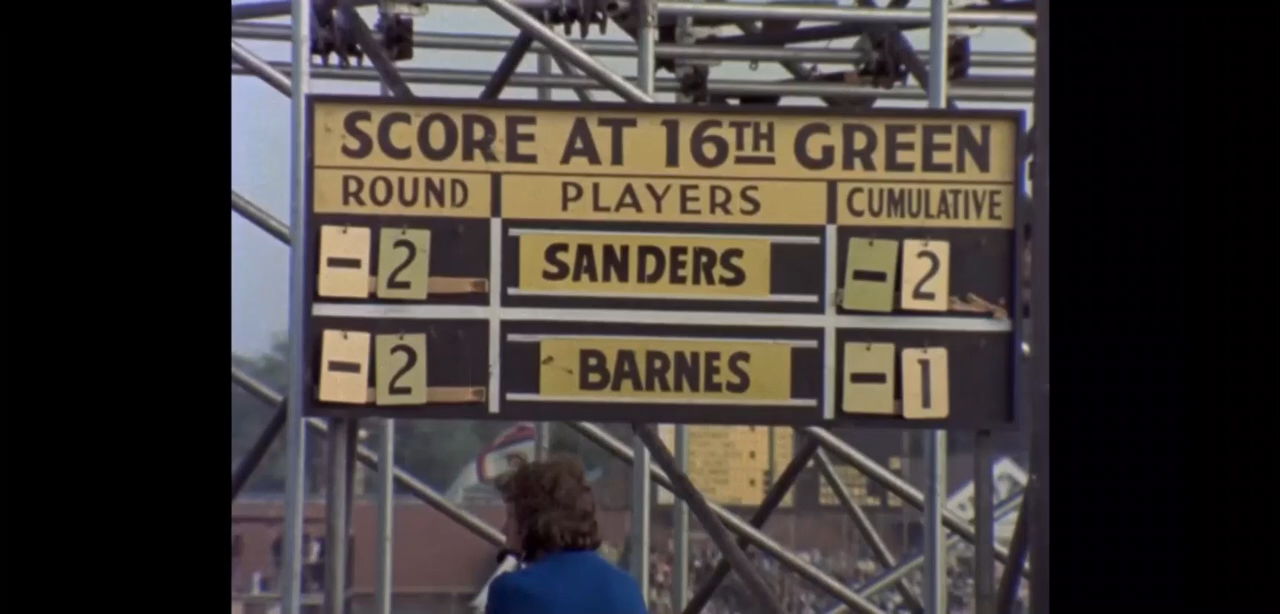 SCORE AT 16TH GREEN
ROUND PLAYERS CUMULATIVE
-2 SANDERS -2
-2 BARNES -1